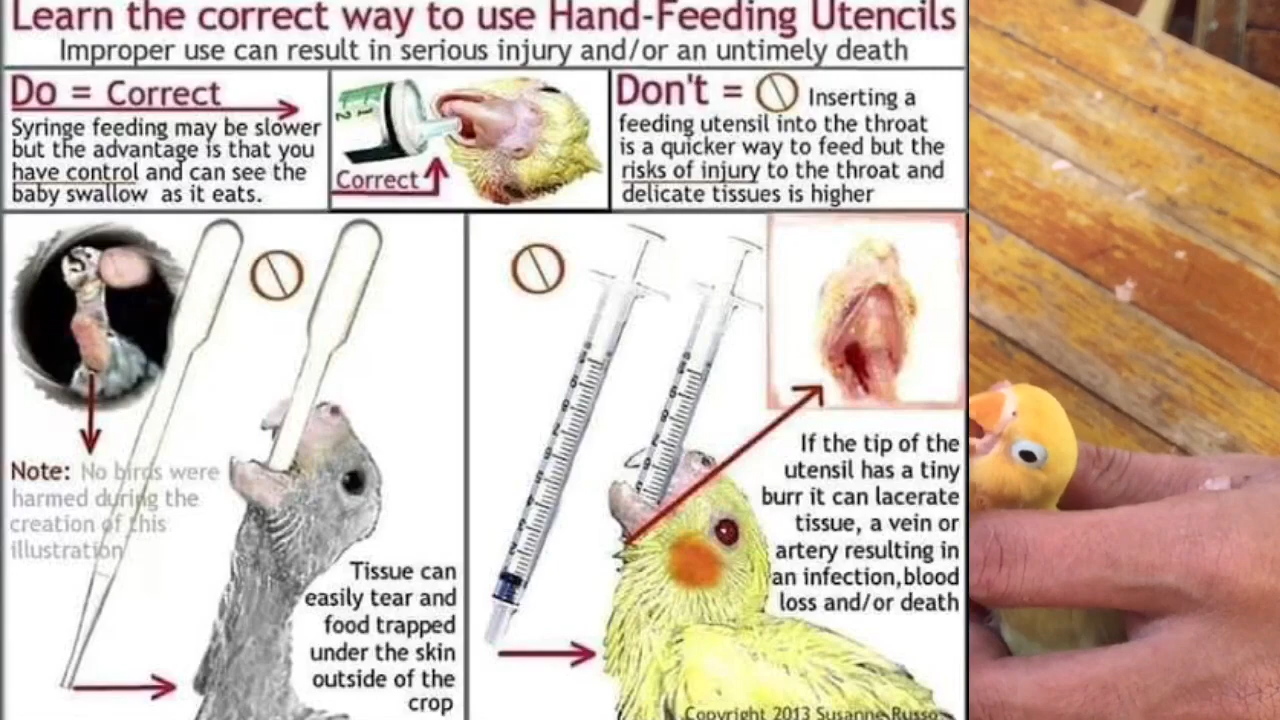 Learn the correct way to use Hand-Feeding Utencils
Improper use can result in serious injury and/or an untimely death
Do = Correct
Syringe feeding may be slower
but the advantage is that you
have control and can see the
baby swallow as it eats.
Correct
Don't = Inserting a
feeding utensil into the throat
is a quicker way to feed but the
risks of injury to the throat and
delicate tissues is higher
Note: No birds were
harmed during the
creation of this
illustration
Tissue can
easily tear and
food trapped
under the skin
outside of the
crop
If the tip of the
utensil has a tiny
burr it can lacerate
tissue, a vein or
artery resulting in
an infection,blood
loss and/or death
Copyright 2013 Susanne Russo